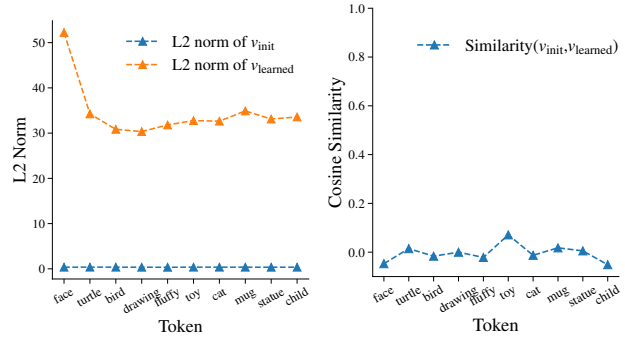 L2 norm of v_init
L2 norm of v_learned
L2 Norm
50
40
30
20
10
0
face turtle bird drawing fluffy toy cat mug statue child
Token
Similarity(v_init,v_learned)
Cosine Similarity
1.0
0.8
0.6
0.4
0.2
0.0
face turtle bird drawing fluffy toy cat mug statue child
Token